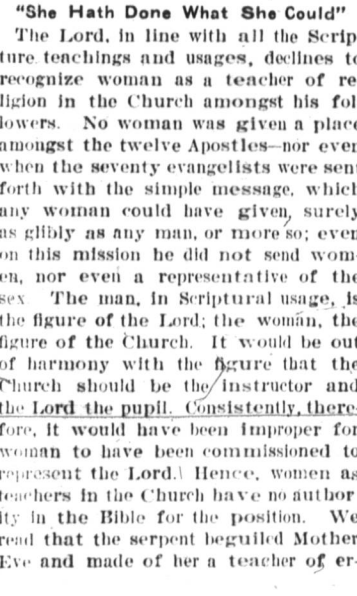 "She Hath Done What She Could"
The Lord, in line with all the Scrip
ture teachings and usages, declines to
recognize woman as a teacher of re
ligion in the Church amongst his fol
lowers. No woman was given a place
amongst the twelve Apostles—nor even
when the seventy evangelists were sent
forth with the simple message, which
any woman could have given, surely
as glibly as any man, or more so; even
on this mission he did not send wom
en, nor even a representative of the
sex The man, in Scriptural usage, is
the figure of the Lord; the woman, the
figure of the Church. It would be out
of harmony with the figure that the
Church should be the instructor and
the Lord the pupil. Consistently, there-
fore, it would have been improper for
woman to have been commissioned to
represent the Lord. Hence, women as
teachers in the Church have no author
ity in the Bible for the position. We
read that the serpent beguiled Mother
Eve and made of her a teacher of er-